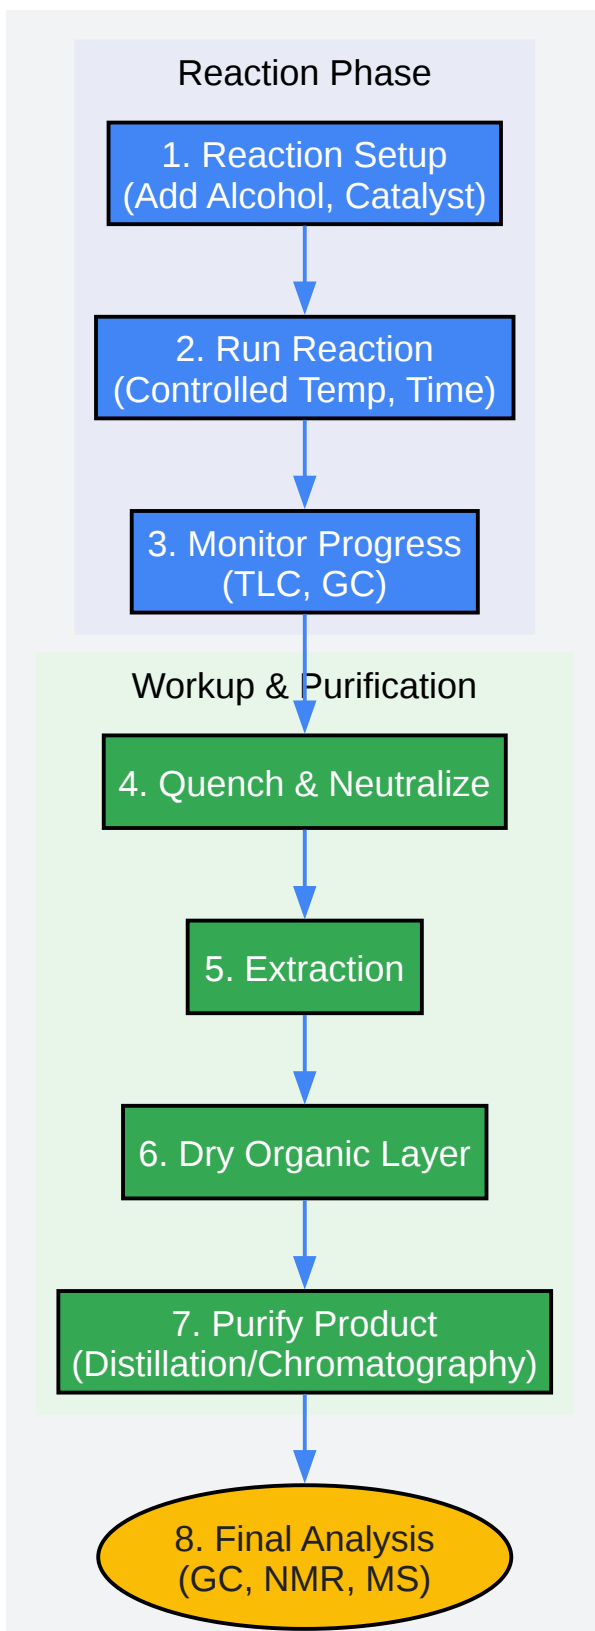 Reaction Phase
1. Reaction Setup
(Add Alcohol, Catalyst)
2. Run Reaction
(Controlled Temp, Time)
3. Monitor Progress
(TLC, GC)
Workup & Purification
4. Quench & Neutralize
5. Extraction
6. Dry Organic Layer
7. Purify Product
(Distillation/Chromatography)
8. Final Analysis
(GC, NMR, MS)